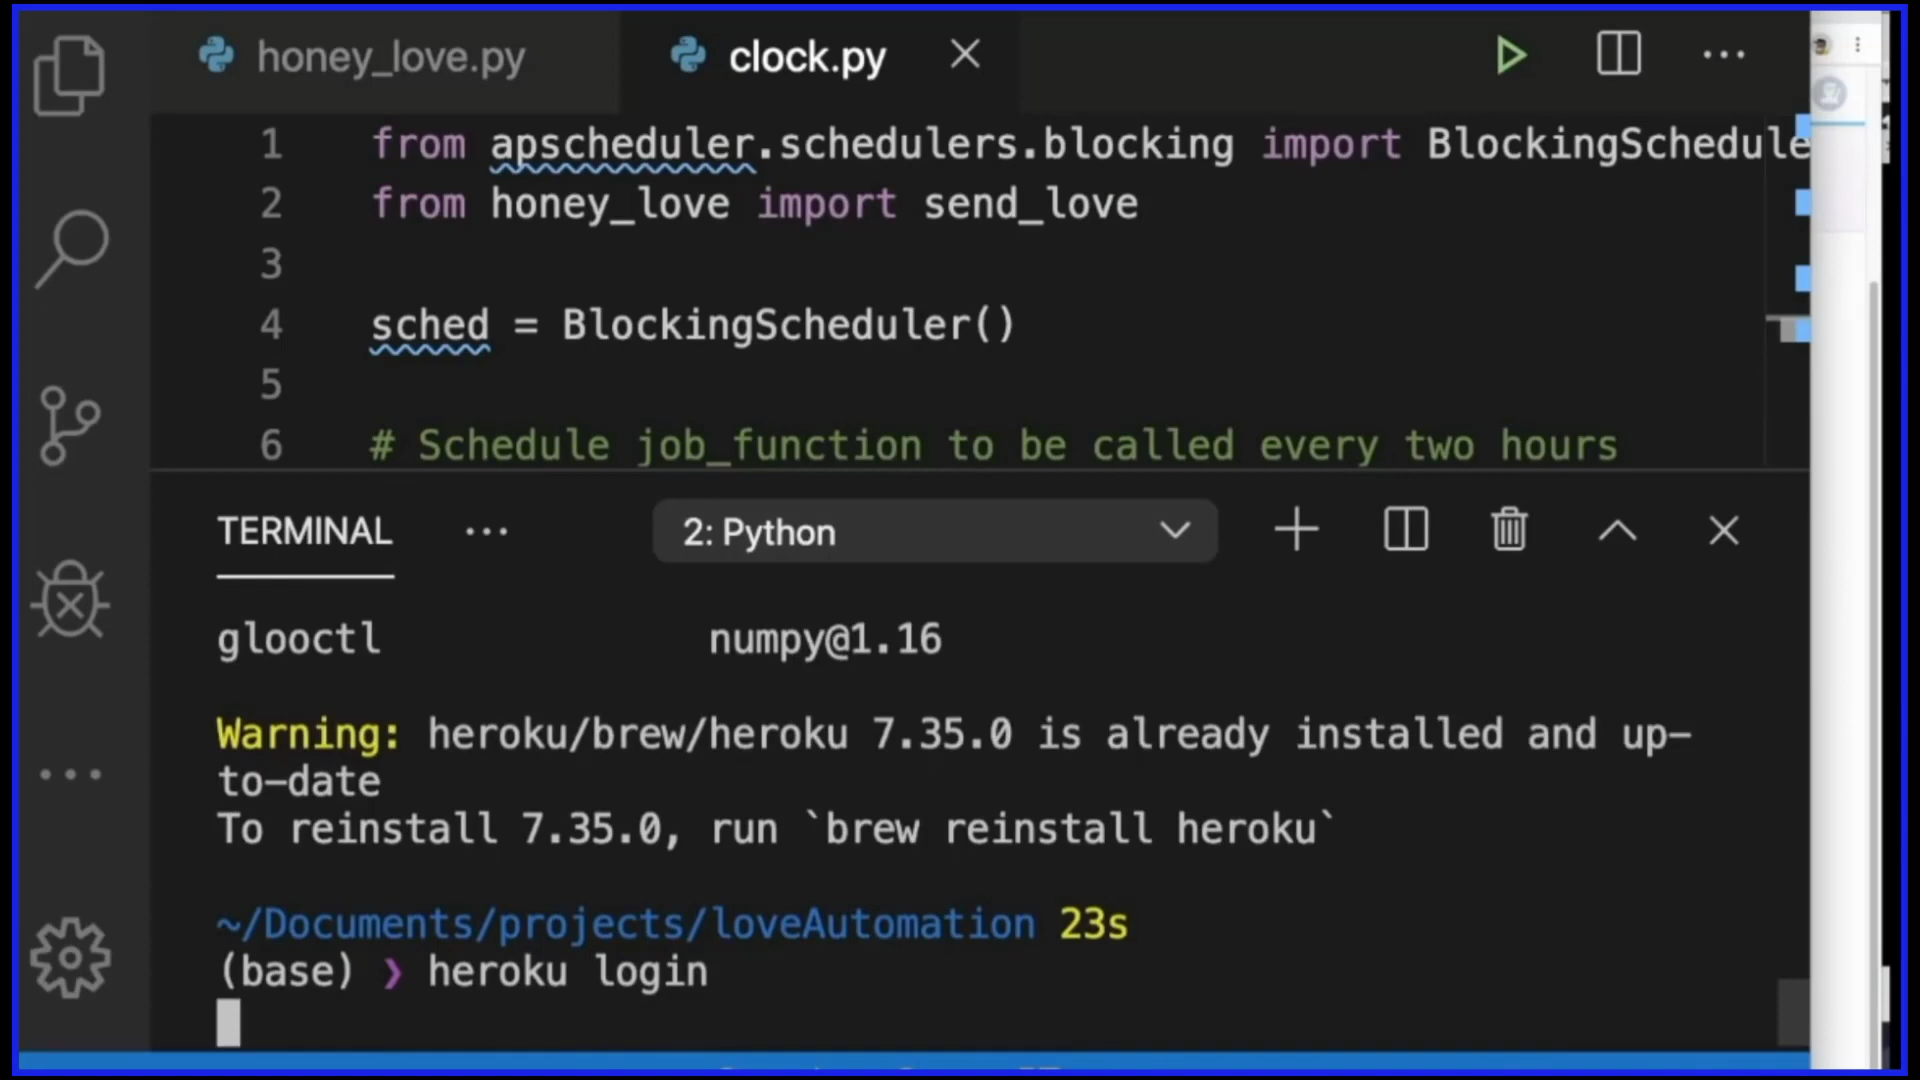 honey_love.py clock.py
1 from apscheduler.schedulers.blocking import BlockingSchedule
2 from honey_love import send_love
3
4 sched = BlockingScheduler()
5
6 # Schedule job_function to be called every two hours
TERMINAL ··· 2: Python
glooctl numpy@1.16
Warning: heroku/brew/heroku 7.35.0 is already installed and up-
to-date
To reinstall 7.35.0, run `brew reinstall heroku`
~/Documents/projects/loveAutomation 23s
(base) ❯ heroku login